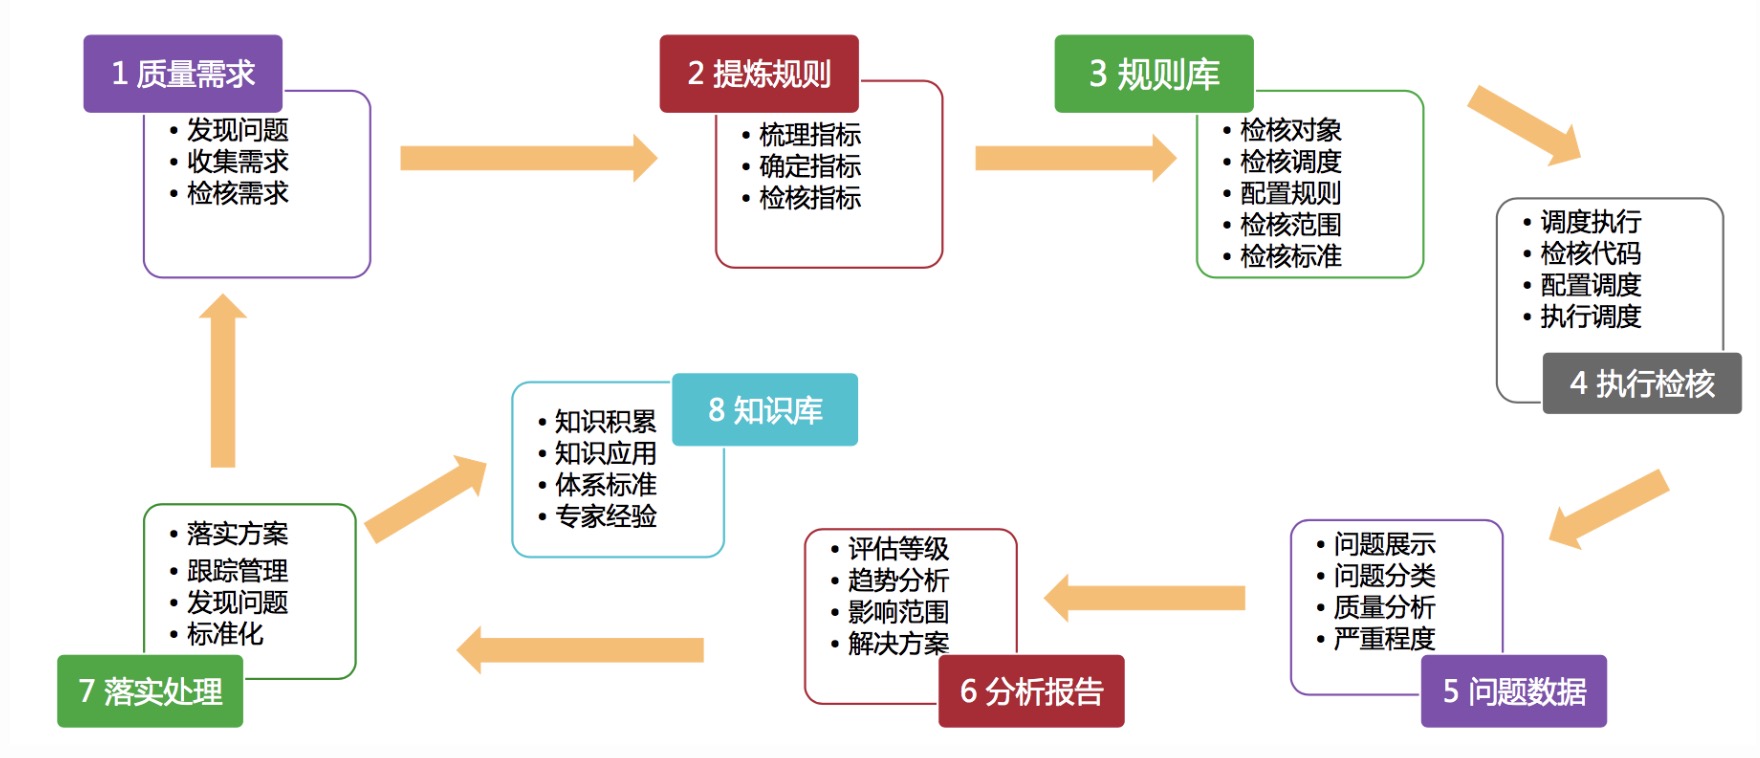 1 质量需求
• 发现问题
• 收集需求
• 检核需求
2 提炼规则
• 梳理指标
• 确定指标
• 检核指标
3 规则库
• 检核对象
• 检核调度
• 配置规则
• 检核范围
• 检核标准
• 调度执行
• 检核代码
• 配置调度
• 执行调度
4 执行检核
• 问题展示
• 问题分类
• 质量分析
• 严重程度
5 问题数据
• 评估等级
• 趋势分析
• 影响范围
• 解决方案
6 分析报告
• 落实方案
• 跟踪管理
• 发现问题
• 标准化
7 落实处理
8 知识库
• 知识积累
• 知识应用
• 体系标准
• 专家经验